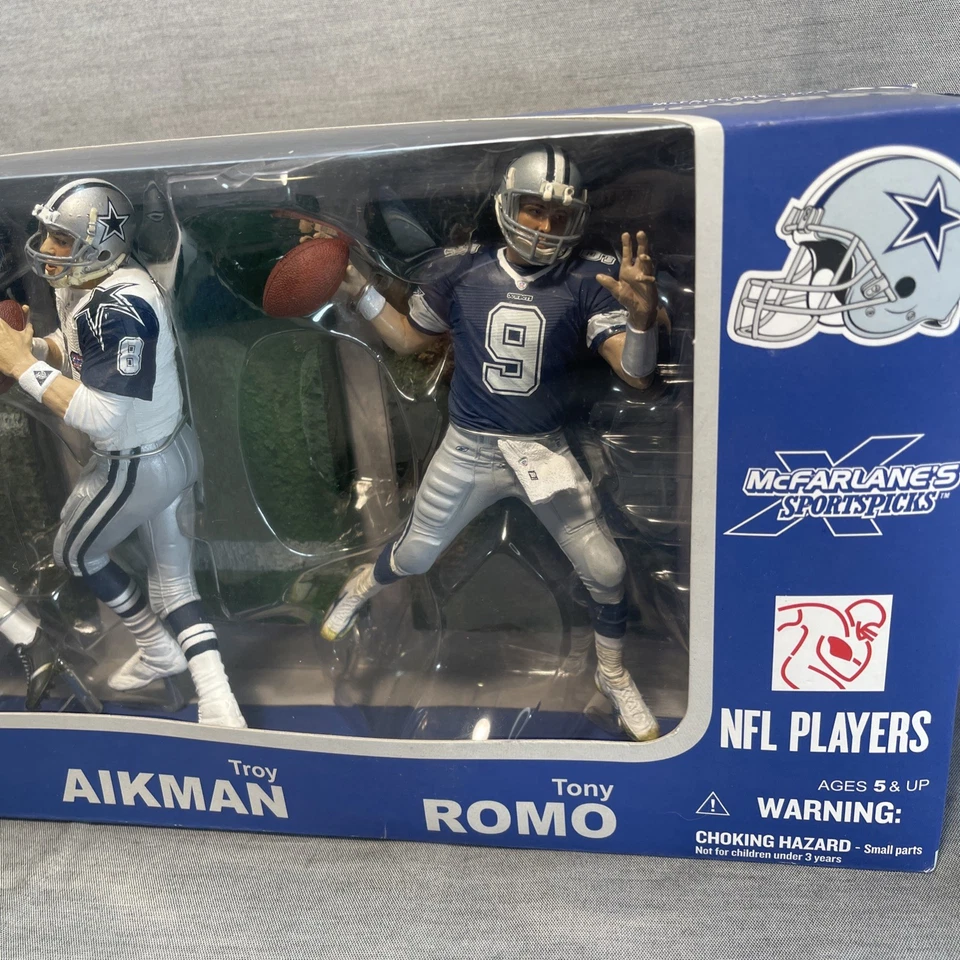 8
9
McFARLANE'S
SPORTSPICKS™
NFL PLAYERS
Troy
AIKMAN
Tony
ROMO
AGES 5 & UP
⚠ WARNING:
CHOKING HAZARD - Small parts
Not for children under 3 years